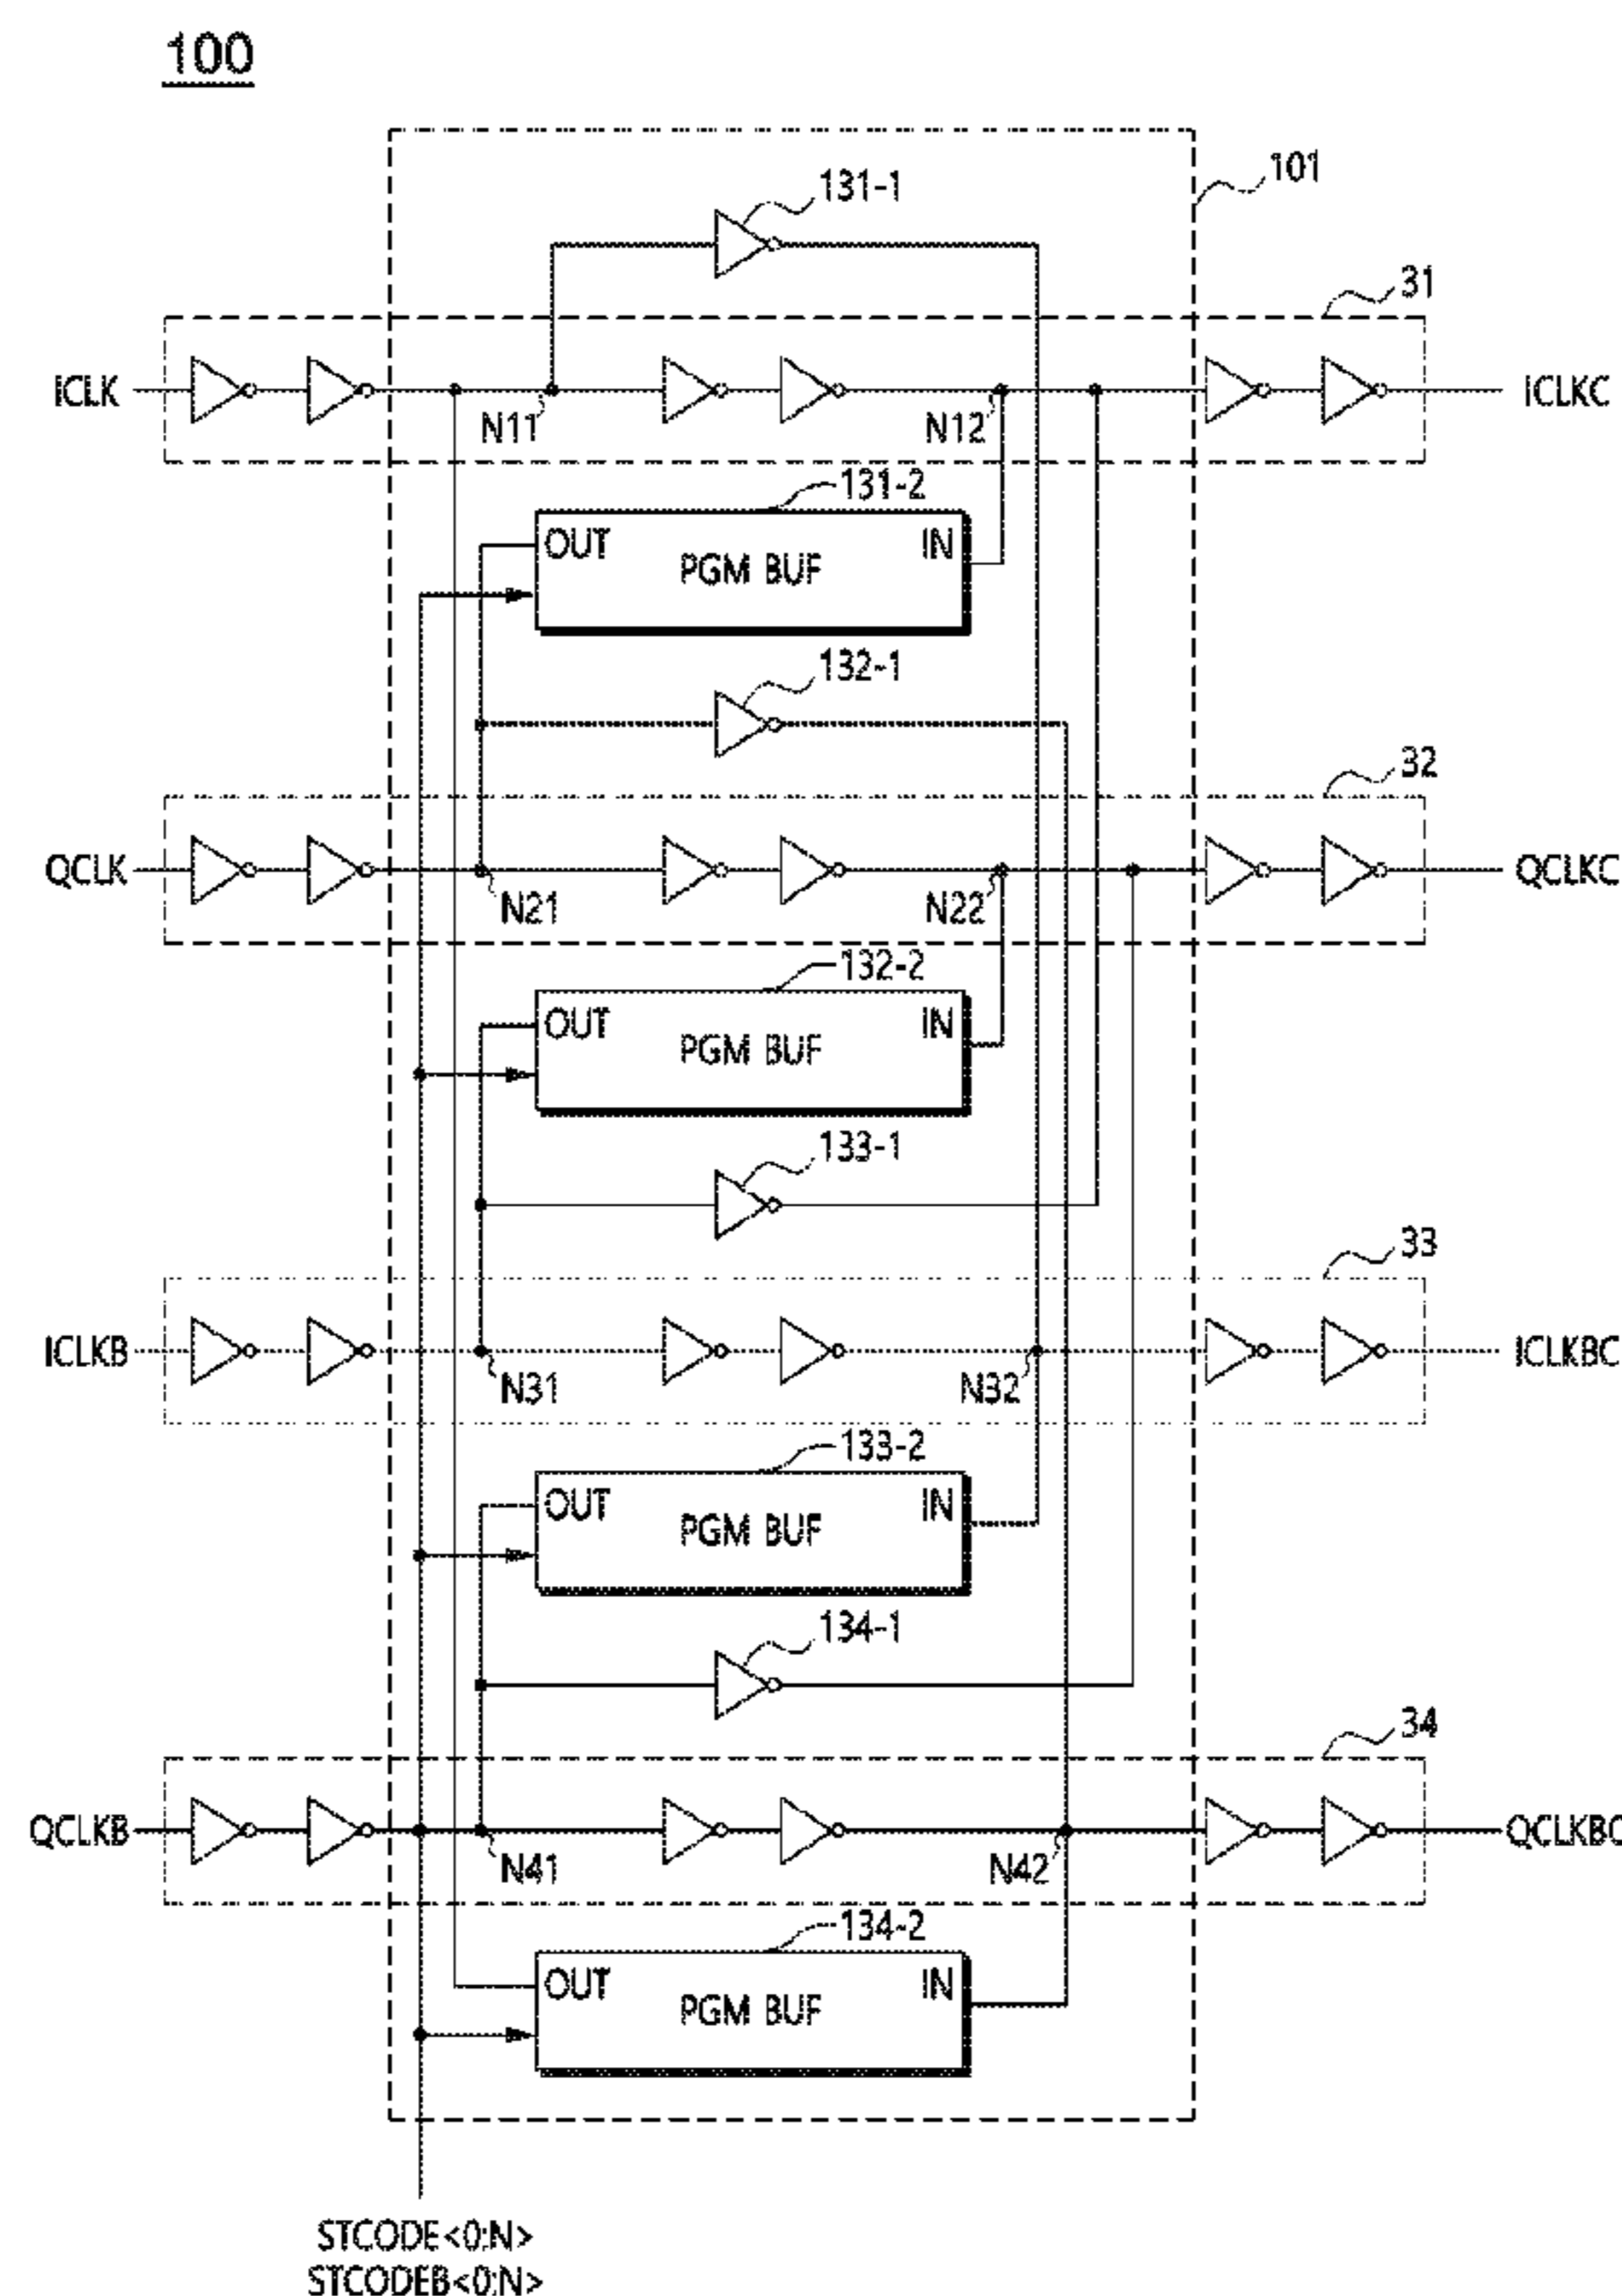 100
101
131-1
31
ICLK
N11
N12
ICLKC
131-2
OUT
IN
PGM BUF
132-1
32
QCLK
N21
N22
QCLKC
132-2
OUT
IN
PGM BUF
133-1
33
ICLKB
N31
N32
ICLKBC
133-2
OUT
IN
PGM BUF
134-1
34
QCLKB
N41
N42
QCLKBC
134-2
OUT
IN
PGM BUF
STCODE<0:N>
STCODEB<0:N>